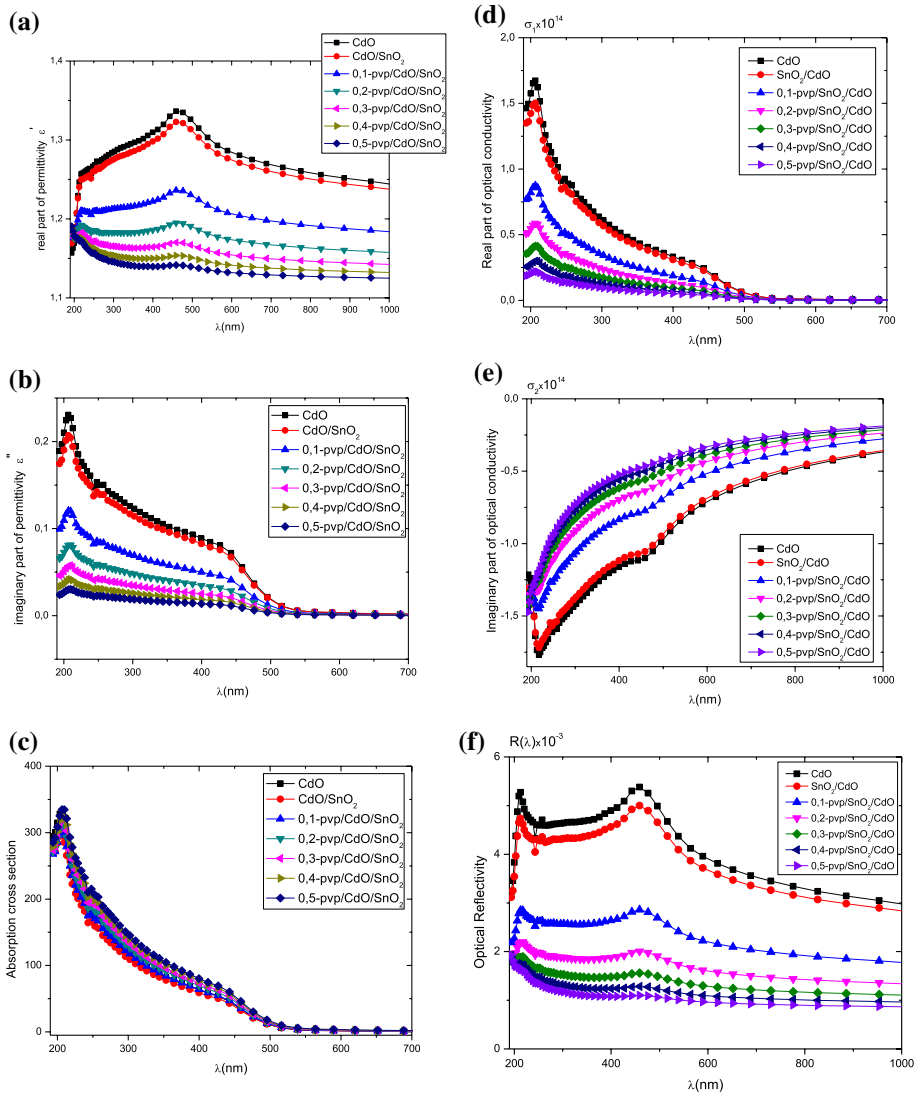 (a)
CdO
CdO/SnO2
0,1-pvp/CdO/SnO2
0,2-pvp/CdO/SnO2
0,3-pvp/CdO/SnO2
0,4-pvp/CdO/SnO2
0,5-pvp/CdO/SnO2
real part of permittivity ε'
1,4
1,3
1,2
1,1
200 300 400 500 600 700 800 900 1000
λ(nm)
(b)
CdO
CdO/SnO2
0,1-pvp/CdO/SnO2
0,2-pvp/CdO/SnO2
0,3-pvp/CdO/SnO2
0,4-pvp/CdO/SnO2
0,5-pvp/CdO/SnO2
imaginary part of permittivity ε"
0,2
0,1
0,0
200 300 400 500 600 700
λ(nm)
(c)
CdO
CdO/SnO2
0,1-pvp/CdO/SnO2
0,2-pvp/CdO/SnO2
0,3-pvp/CdO/SnO2
0,4-pvp/CdO/SnO2
0,5-pvp/CdO/SnO2
Absorption cross section
400
300
200
100
0
200 300 400 500 600 700
λ(nm)
(d)
σ1×10^14
CdO
SnO2/CdO
0,1-pvp/SnO2/CdO
0,2-pvp/SnO2/CdO
0,3-pvp/SnO2/CdO
0,4-pvp/SnO2/CdO
0,5-pvp/SnO2/CdO
Real part of optical conductivity
2,0
1,5
1,0
0,5
0,0
200 300 400 500 600 700
λ(nm)
(e)
σ2×10^14
Imaginary part of optical conductivity
0,0
-0,5
-1,0
-1,5
CdO
SnO2/CdO
0,1-pvp/SnO2/CdO
0,2-pvp/SnO2/CdO
0,3-pvp/SnO2/CdO
0,4-pvp/SnO2/CdO
0,5-pvp/SnO2/CdO
200 400 600 800 1000
λ(nm)
(f)
R(λ)×10^-3
CdO
SnO2/CdO
0,1-pvp/SnO2/CdO
0,2-pvp/SnO2/CdO
0,3-pvp/SnO2/CdO
0,4-pvp/SnO2/CdO
0,5-pvp/SnO2/CdO
Optical Reflectivity
6
4
2
0
200 300 400 500 600 700 800 900 1000
λ(nm)